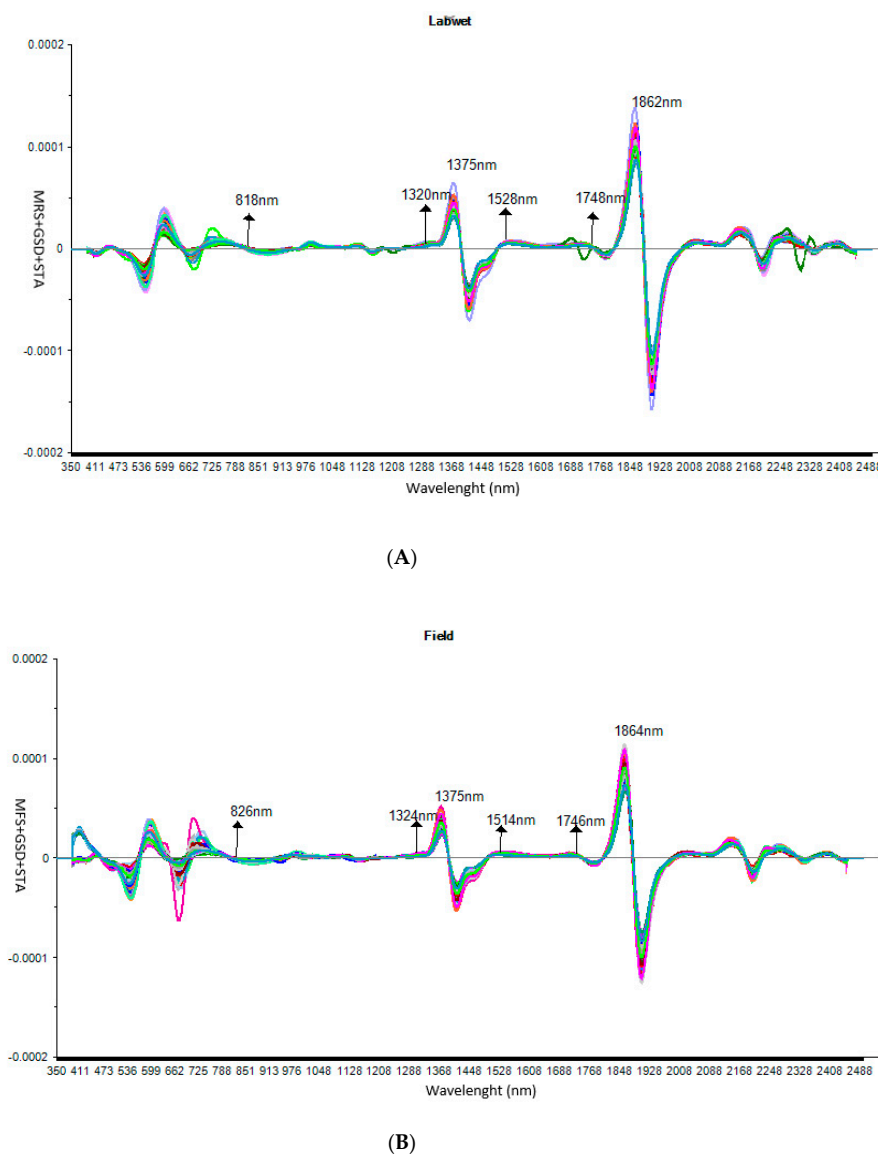 Labwet
0.0002
0.0001
0
-0.0001
-0.0002
MRS+GSD+STA
818nm
1320nm
1375nm
1528nm
1748nm
1862nm
350 411 473 536 599 662 725 788 851 913 976 1048 1128 1208 1288 1368 1448 1528 1608 1688 1768 1848 1928 2008 2088 2168 2248 2328 2408 2488
Wavelenght (nm)
(A)
Field
0.0002
0.0001
0
-0.0001
-0.0002
MFS+GSD+STA
826nm
1324nm
1375nm
1514nm
1746nm
1864nm
350 411 473 536 599 662 725 788 851 913 976 1048 1128 1208 1288 1368 1448 1528 1608 1688 1768 1848 1928 2008 2088 2168 2248 2328 2408 2488
Wavelenght (nm)
(B)